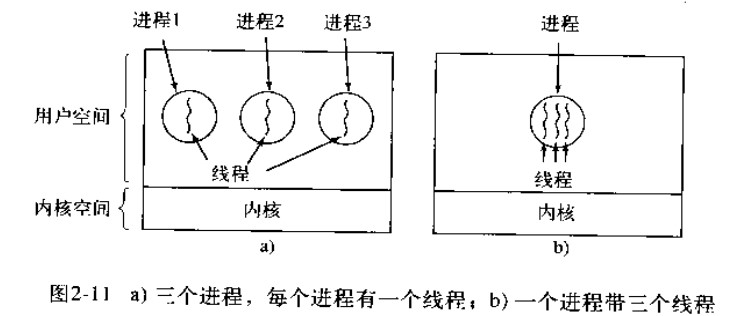 进程1 进程2 进程3 进程
用户空间
线程 线程
内核空间 内核 内核
a) b)
图2-11 a) 三个进程，每个进程有一个线程；b) 一个进程带三个线程